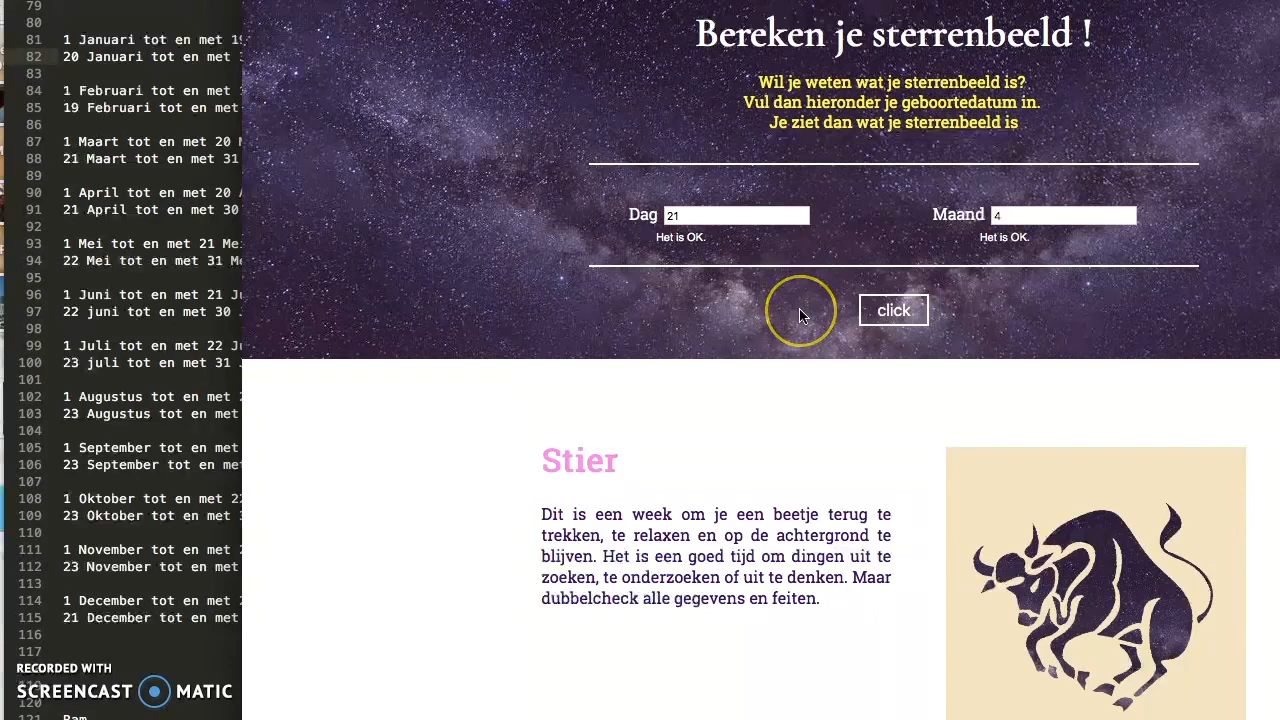 79
80
81 1 Januari tot en met 19
82 20 Januari tot en met
83
84 1 Februari tot en met
85 19 Februari tot en met
86
87 1 Maart tot en met 20
88 21 Maart tot en met 31
89
90 1 April tot en met 20
91 21 April tot en met 30
92
93 1 Mei tot en met 21 Mei
94 22 Mei tot en met 31 Me
95
96 1 Juni tot en met 21 Ju
97 22 juni tot en met 30
98
99 1 Juli tot en met 22 Ju
100 23 juli tot en met 31
101
102 1 Augustus tot en met
103 23 Augustus tot en met
104
105 1 September tot en met
106 23 September tot en met
107
108 1 Oktober tot en met 22
109 23 Oktober tot en met
110
111 1 November tot en met
112 23 November tot en met
113
114 1 December tot en met
115 21 December tot en met
116
117
120
121 Ram
RECORDED WITH
SCREENCAST MATIC
Bereken je sterrenbeeld !
Wil je weten wat je sterrenbeeld is?
Vul dan hieronder je geboortedatum in.
Je ziet dan wat je sterrenbeeld is
Dag 21 Maand 4
Het is OK. Het is OK.
click
Stier
Dit is een week om je een beetje terug te
trekken, te relaxen en op de achtergrond te
blijven. Het is een goed tijd om dingen uit te
zoeken, te onderzoeken of uit te denken. Maar
dubbelcheck alle gegevens en feiten.